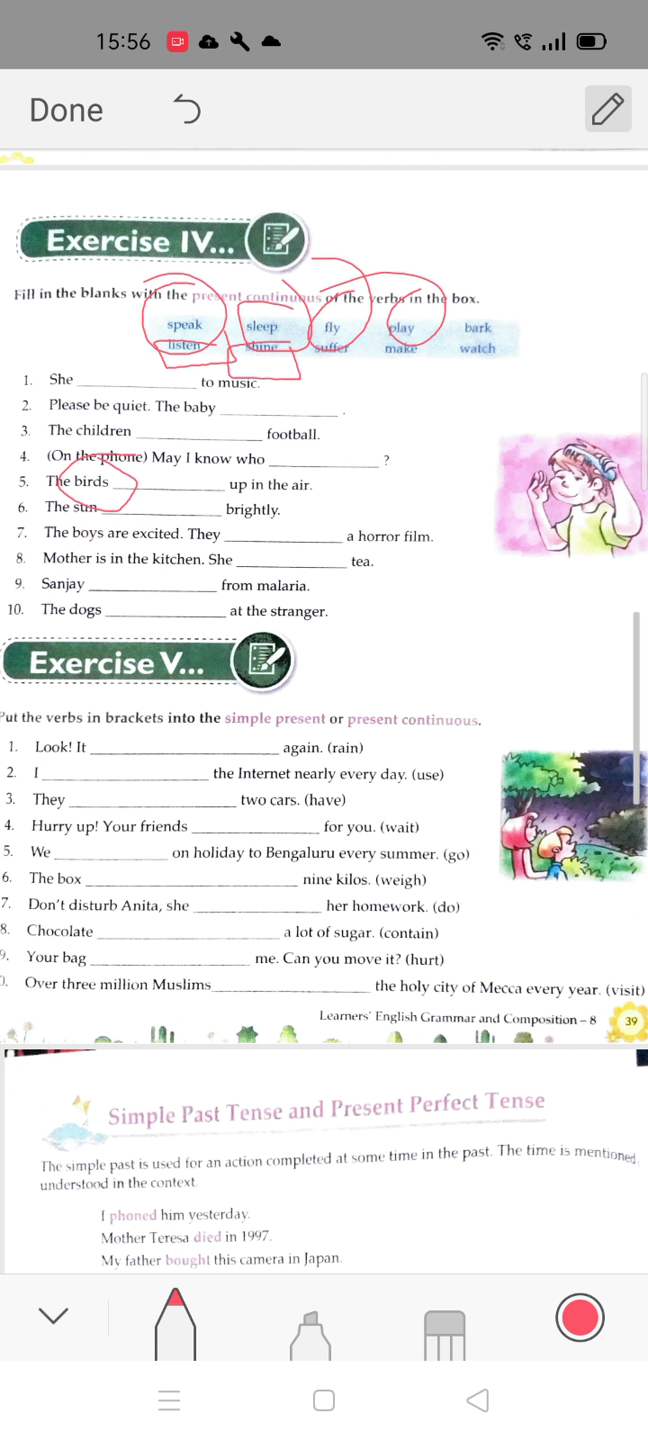 15:56
Done
Exercise IV...
Fill in the blanks with the present continuous of the verbs in the box.
speak sleep fly play bark
listen shine suffer make watch
1. She ______ to music.
2. Please be quiet. The baby ______ .
3. The children ______ football.
4. (On the phone) May I know who ______ ?
5. The birds ______ up in the air.
6. The sun ______ brightly.
7. The boys are excited. They ______ a horror film.
8. Mother is in the kitchen. She ______ tea.
9. Sanjay ______ from malaria.
10. The dogs ______ at the stranger.
Exercise V...
Put the verbs in brackets into the simple present or present continuous.
1. Look! It ______ again. (rain)
2. I ______ the Internet nearly every day. (use)
3. They ______ two cars. (have)
4. Hurry up! Your friends ______ for you. (wait)
5. We ______ on holiday to Bengaluru every summer. (go)
6. The box ______ nine kilos. (weigh)
7. Don't disturb Anita, she ______ her homework. (do)
8. Chocolate ______ a lot of sugar. (contain)
9. Your bag ______ me. Can you move it? (hurt)
0. Over three million Muslims ______ the holy city of Mecca every year. (visit)
Learners' English Grammar and Composition – 8 39
Simple Past Tense and Present Perfect Tense
The simple past is used for an action completed at some time in the past. The time is mentioned
understood in the context.
I phoned him yesterday.
Mother Teresa died in 1997.
My father bought this camera in Japan.